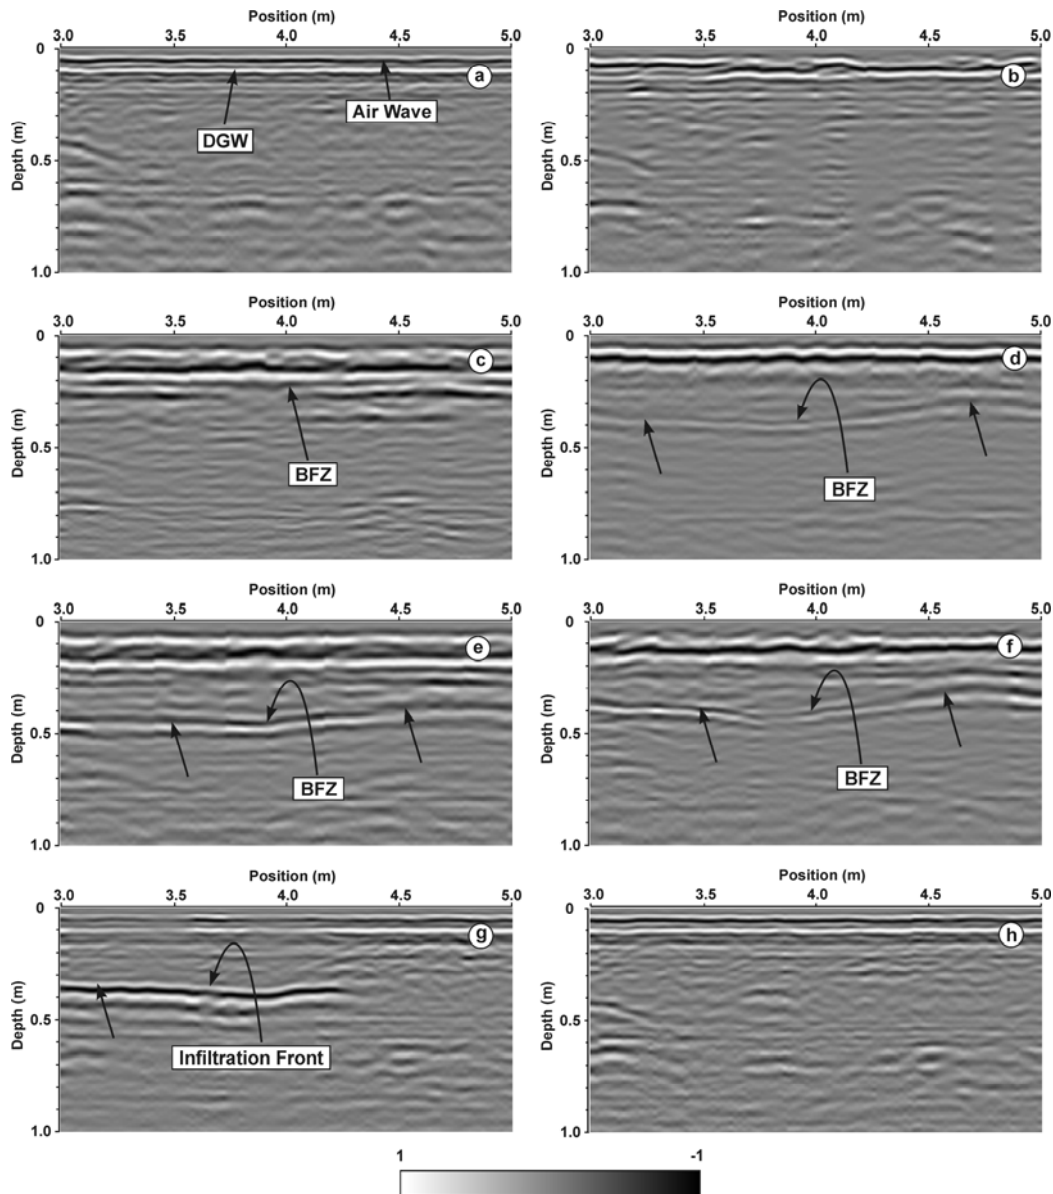 Position (m) Position (m)
3.0 3.5 4.0 4.5 5.0 3.0 3.5 4.0 4.5 5.0
0 0
a b
Air Wave
DGW
Depth (m) 0.5 Depth (m) 0.5
1.0 1.0
Position (m) Position (m)
3.0 3.5 4.0 4.5 5.0 3.0 3.5 4.0 4.5 5.0
0 0
c d
Depth (m) 0.5 Depth (m) 0.5
BFZ BFZ
1.0 1.0
Position (m) Position (m)
3.0 3.5 4.0 4.5 5.0 3.0 3.5 4.0 4.5 5.0
0 0
e f
Depth (m) 0.5 Depth (m) 0.5
BFZ BFZ
1.0 1.0
Position (m) Position (m)
3.0 3.5 4.0 4.5 5.0 3.0 3.5 4.0 4.5 5.0
0 0
g h
Depth (m) 0.5 Depth (m) 0.5
Infiltration Front
1.0 1.0
1 -1